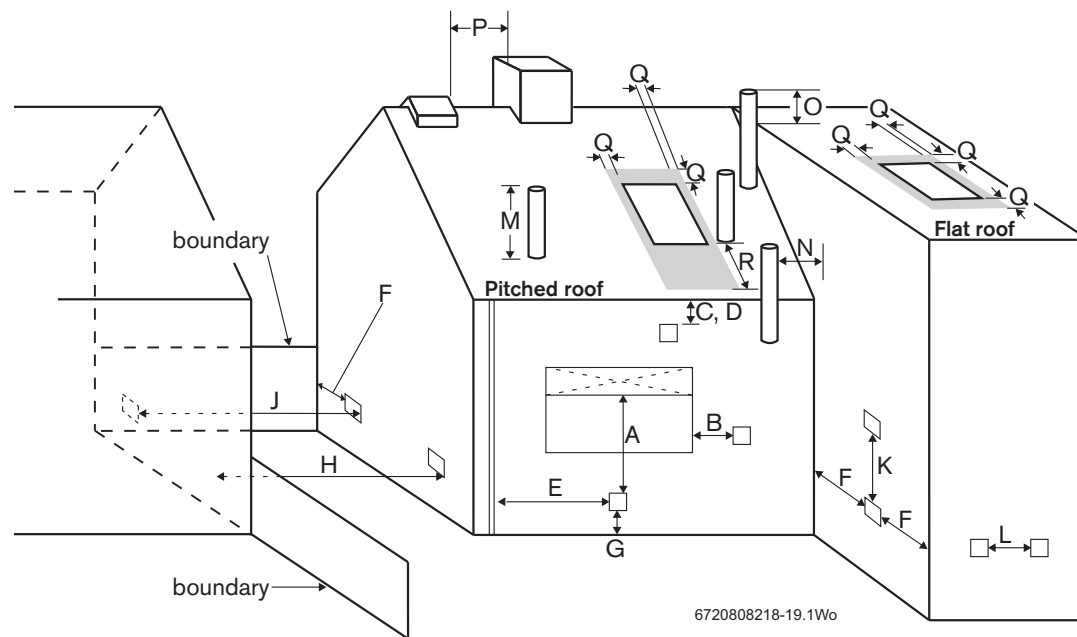 P
Q
O
Q
Q
Q
Q
Q
Q
M
Flat roof
boundary
R
N
Pitched roof
F
C, D
J
A
B
H
K
E
F
F
G
L
boundary
6720808218-19.1Wo